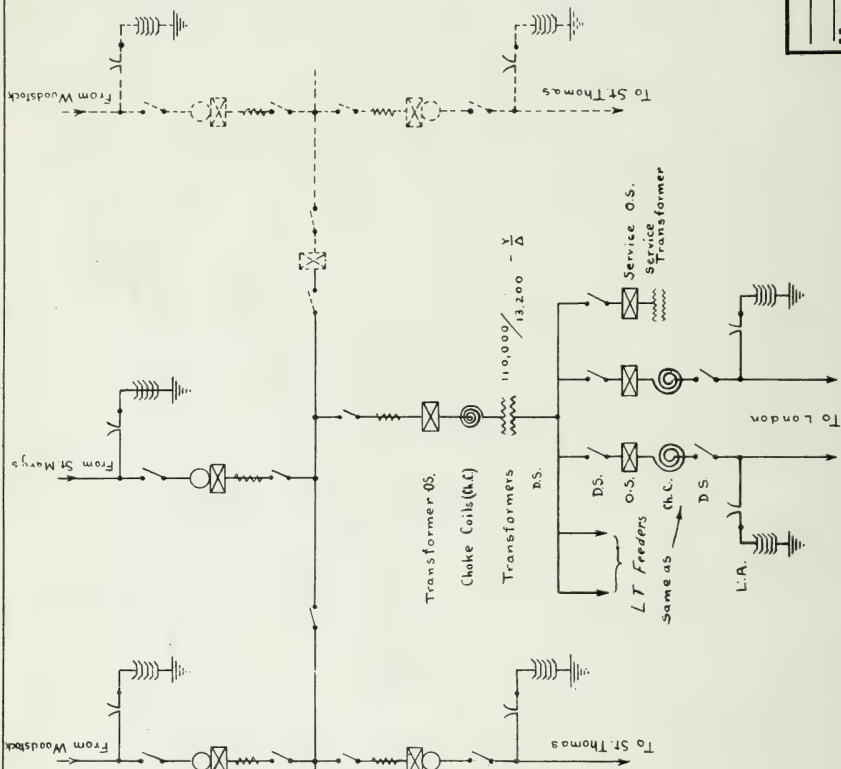 From Woodstock
To St. Thomas
From St. Marys
From Woodstock
To St. Thomas
Transformer O.S.
Choke Coils (Ch.C)
Transformers
110,000/13,200 - Y/Δ
D.S.
Service O.S.
Service
Transformer
D.S.
O.S.
Ch.C.
D.S.
LT Feeders
Same as
L.A.
To London